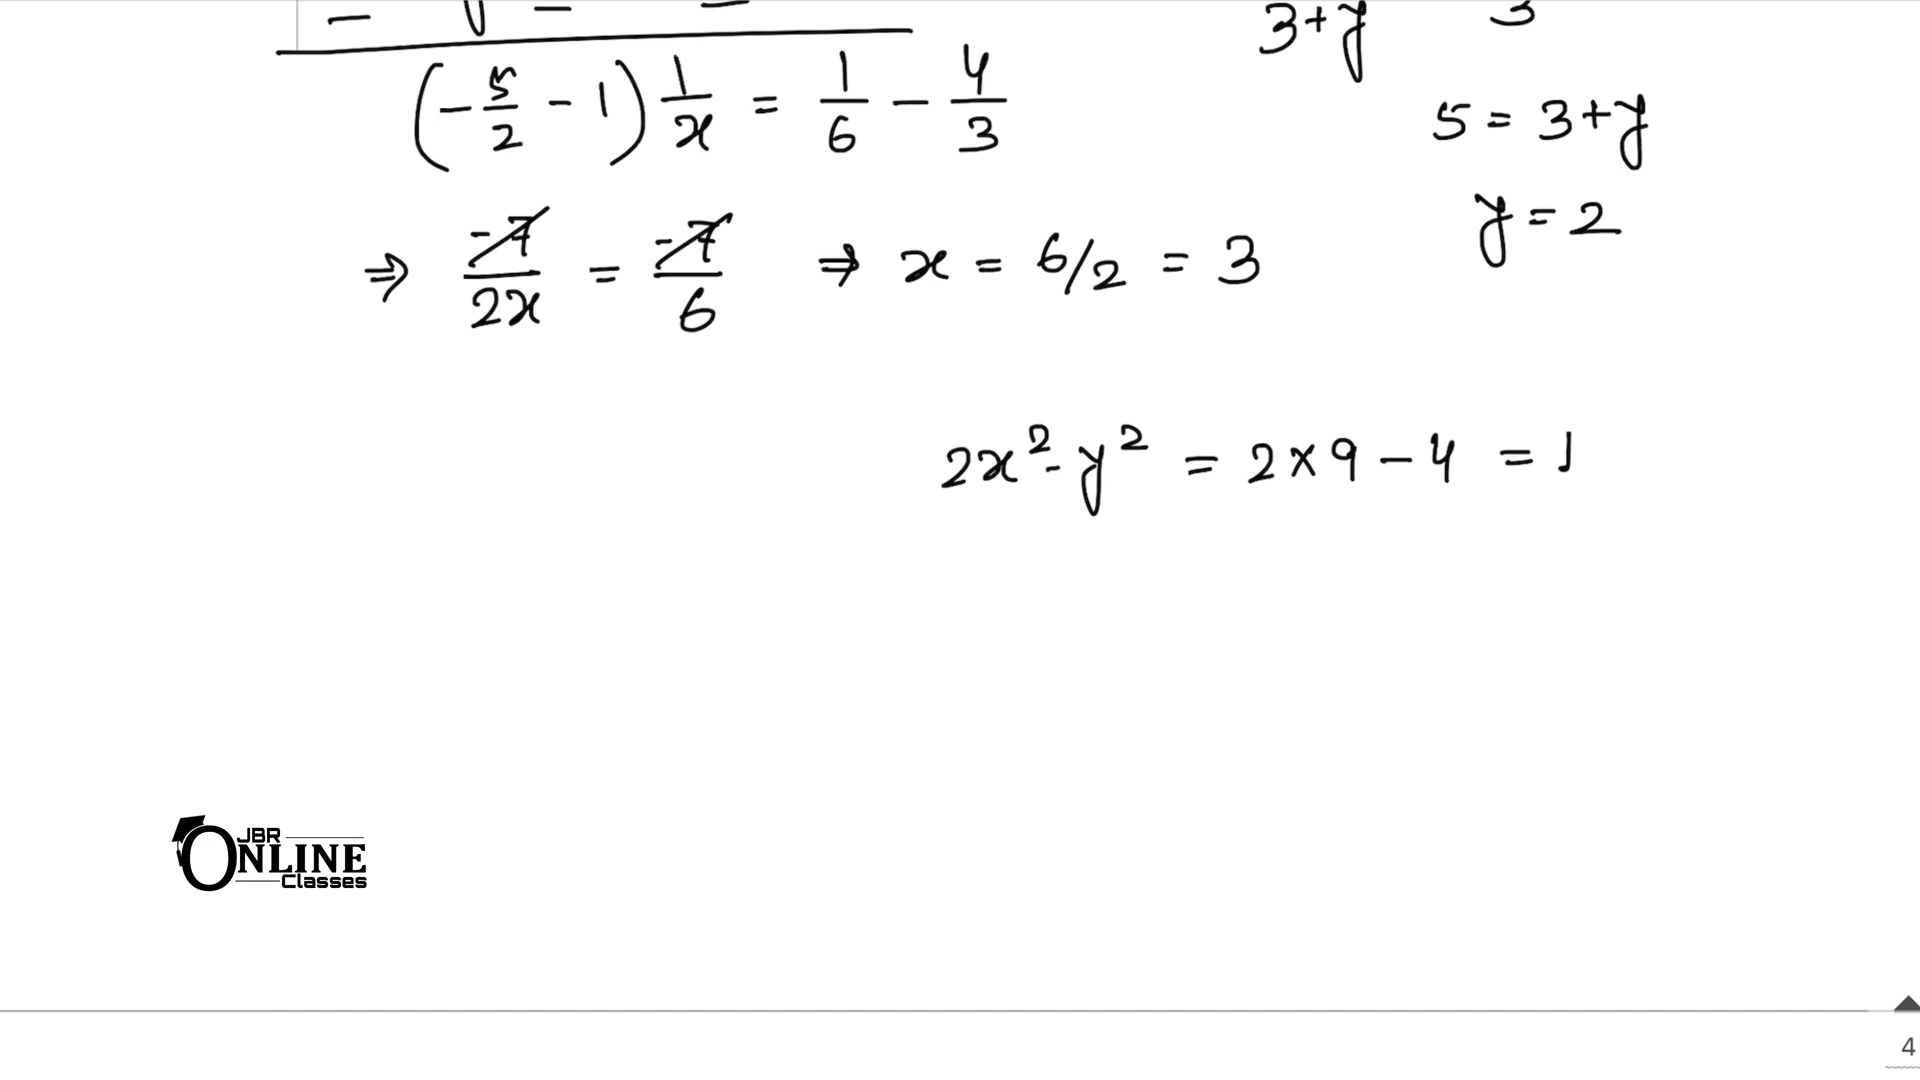 3+y 3
(-5/2 - 1) 1/x = 1/6 - 4/3
5 = 3+y
y = 2
⇒ -7/2x = -7/6 ⇒ x = 6/2 = 3
2x² - y² = 2×9 - 4 = 1
JBR
ONLINE
Classes
4